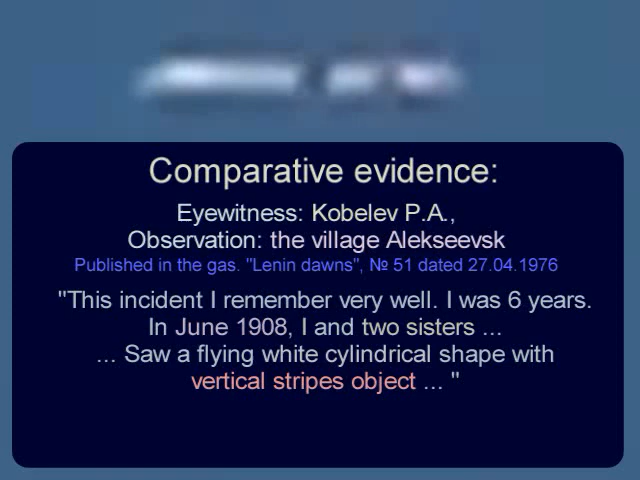 Comparative evidence:
Eyewitness: Kobelev P.A.,
Observation: the village Alekseevsk
Published in the gas. "Lenin dawns", № 51 dated 27.04.1976
"This incident I remember very well. I was 6 years.
In June 1908, I and two sisters ...
... Saw a flying white cylindrical shape with
vertical stripes object ... "